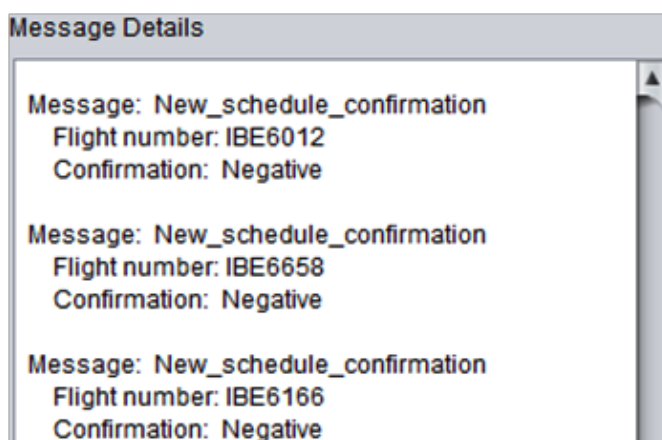 Message Details
Message: New_schedule_confirmation
Flight number: IBE6012
Confirmation: Negative
Message: New_schedule_confirmation
Flight number: IBE6658
Confirmation: Negative
Message: New_schedule_confirmation
Flight number: IBE6166
Confirmation: Negative